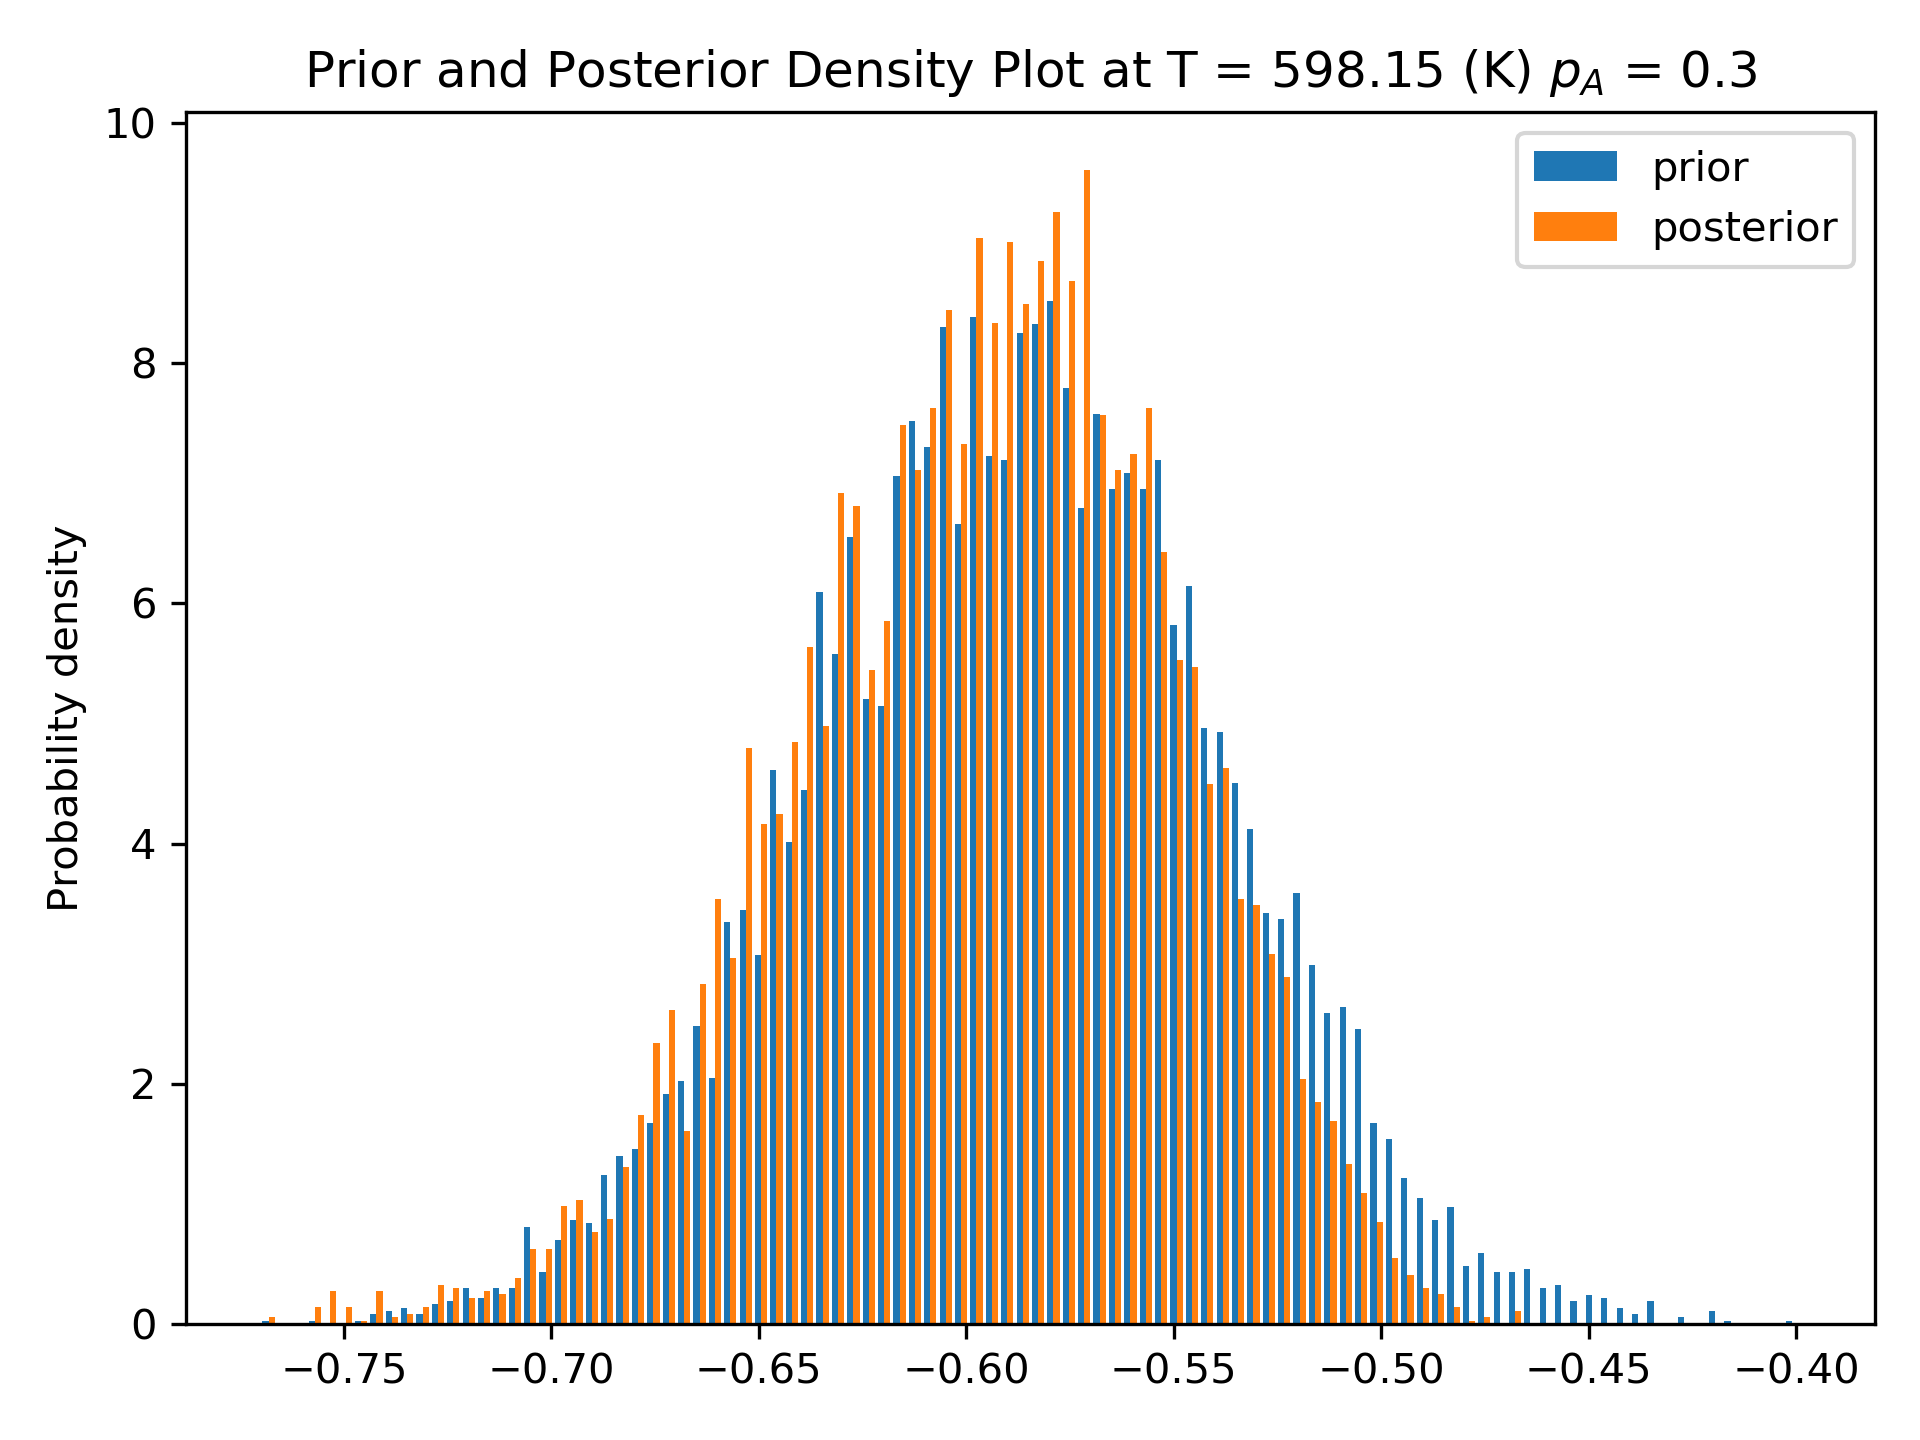 Prior and Posterior Density Plot at T = 598.15 (K) p_A = 0.3
prior
posterior
Probability density
10
8
6
4
2
0
−0.75 −0.70 −0.65 −0.60 −0.55 −0.50 −0.45 −0.40